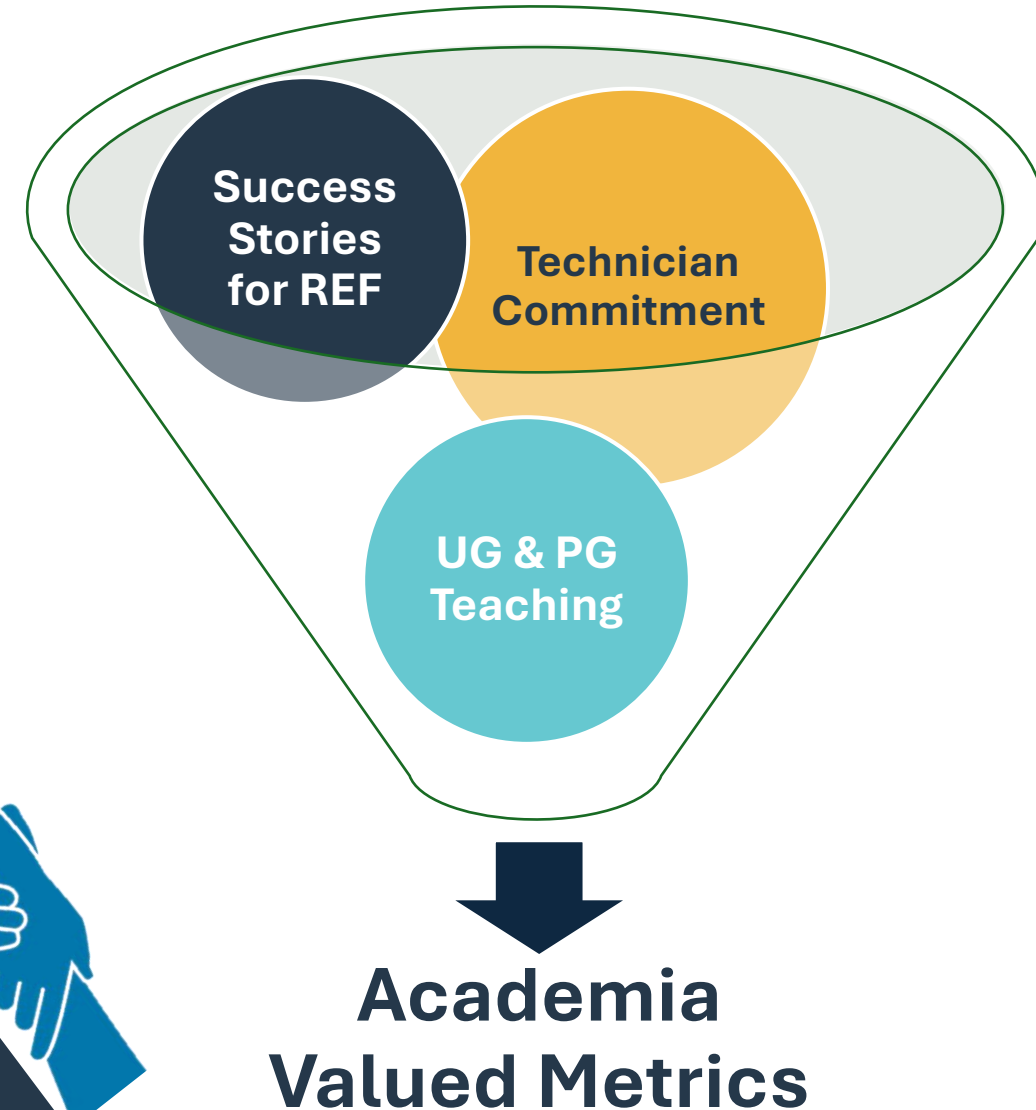 Success
Stories
for REF
Technician
Commitment
UG & PG
Teaching
Academia
Valued Metrics